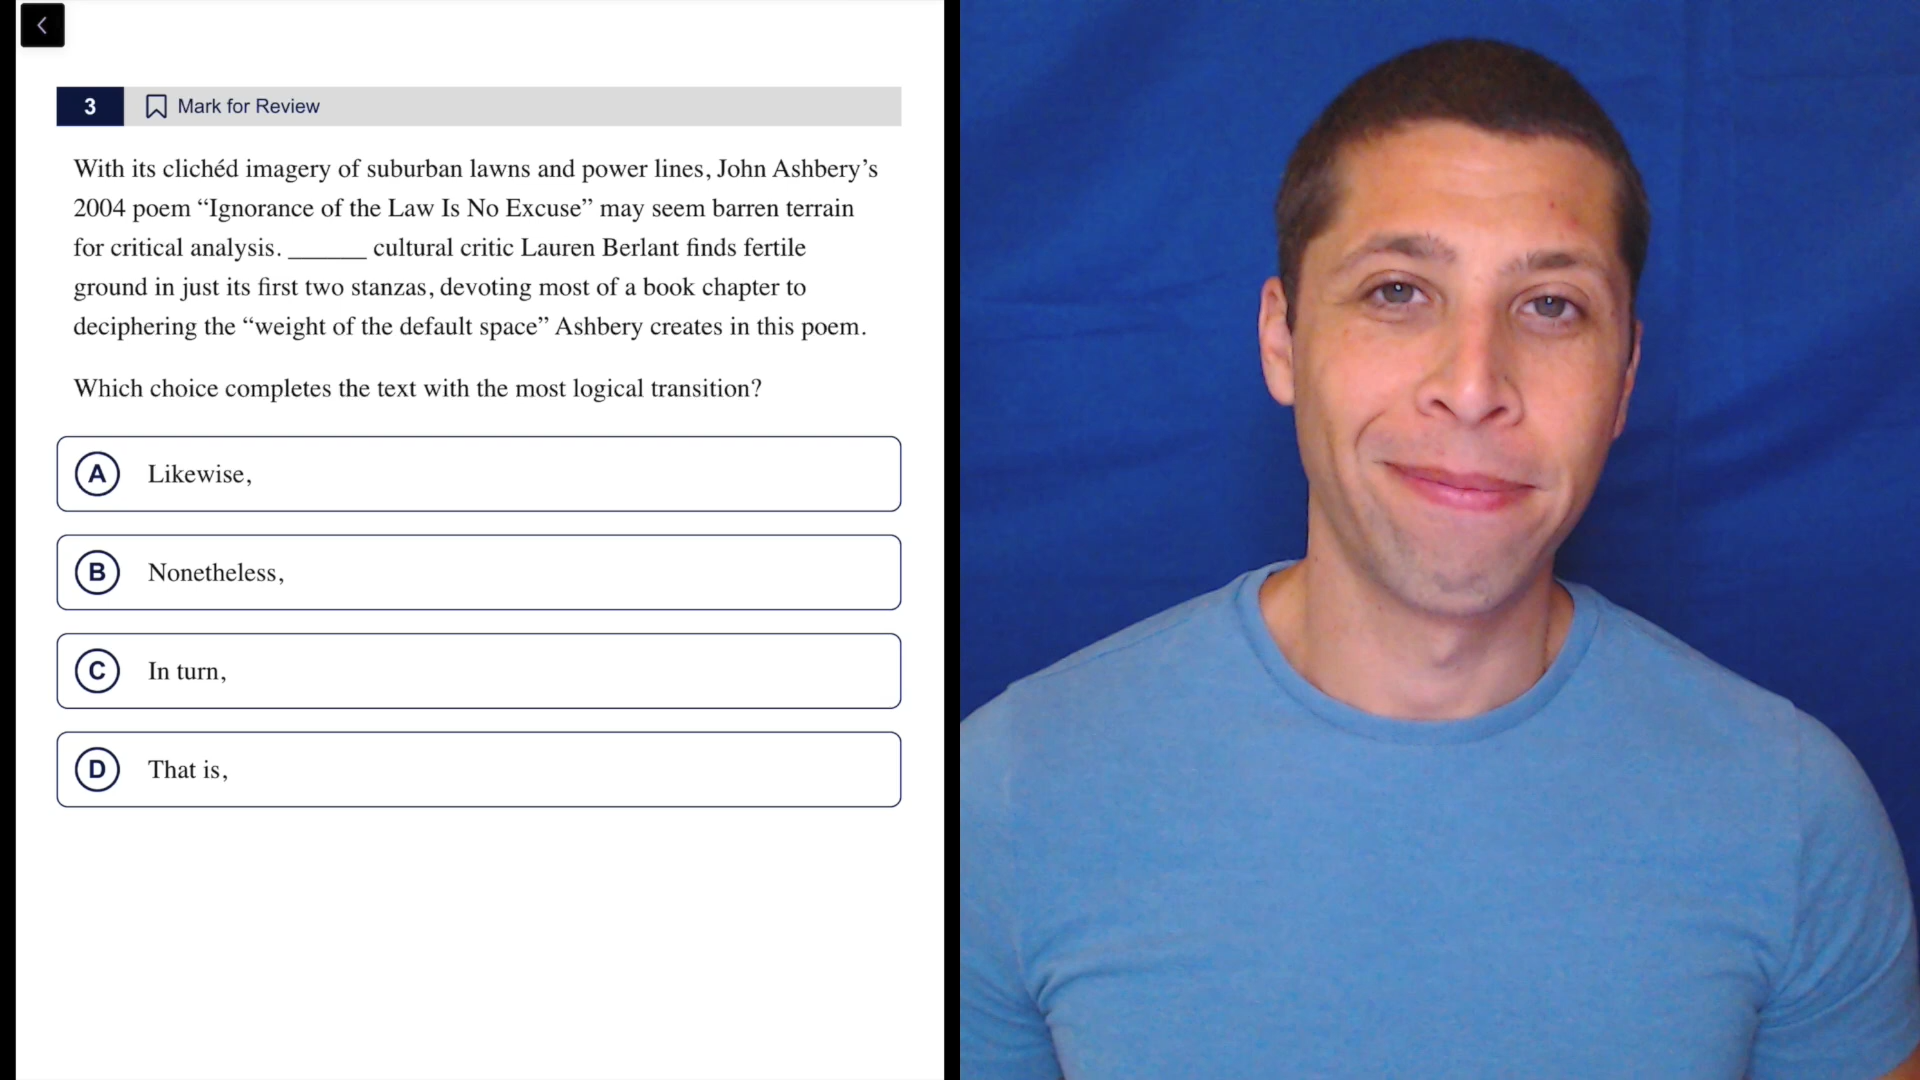 3
Mark for Review
With its clichéd imagery of suburban lawns and power lines, John Ashbery’s
2004 poem “Ignorance of the Law Is No Excuse” may seem barren terrain
for critical analysis. ______ cultural critic Lauren Berlant finds fertile
ground in just its first two stanzas, devoting most of a book chapter to
deciphering the “weight of the default space” Ashbery creates in this poem.
Which choice completes the text with the most logical transition?
A Likewise,
B Nonetheless,
C In turn,
D That is,